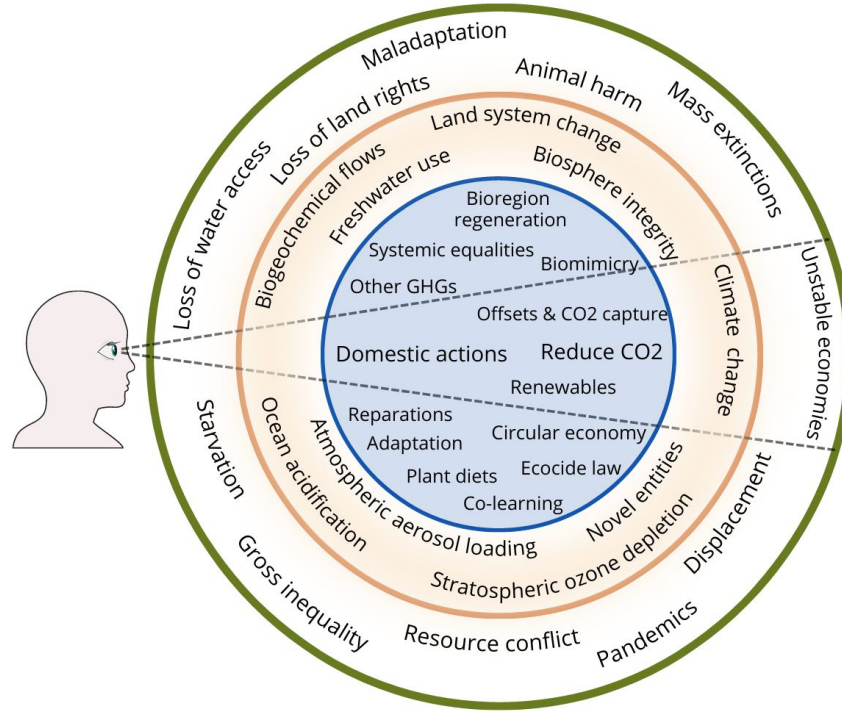 Maladaptation
Animal harm
Mass extinctions
Loss of land rights
Loss of water access
Land system change
Biogeochemical flows
Freshwater use
Biosphere integrity
Bioregion
regeneration
Systemic equalities
Biomimicry
Other GHGs
Climate change
Unstable economies
Offsets & CO2 capture
Domestic actions
Reduce CO2
Renewables
Reparations
Circular economy
Adaptation
Plant diets
Ecocide law
Co-learning
Starvation
Ocean acidification
Atmospheric aerosol loading
Novel entities
Stratospheric ozone depletion
Displacement
Gross inequality
Resource conflict
Pandemics